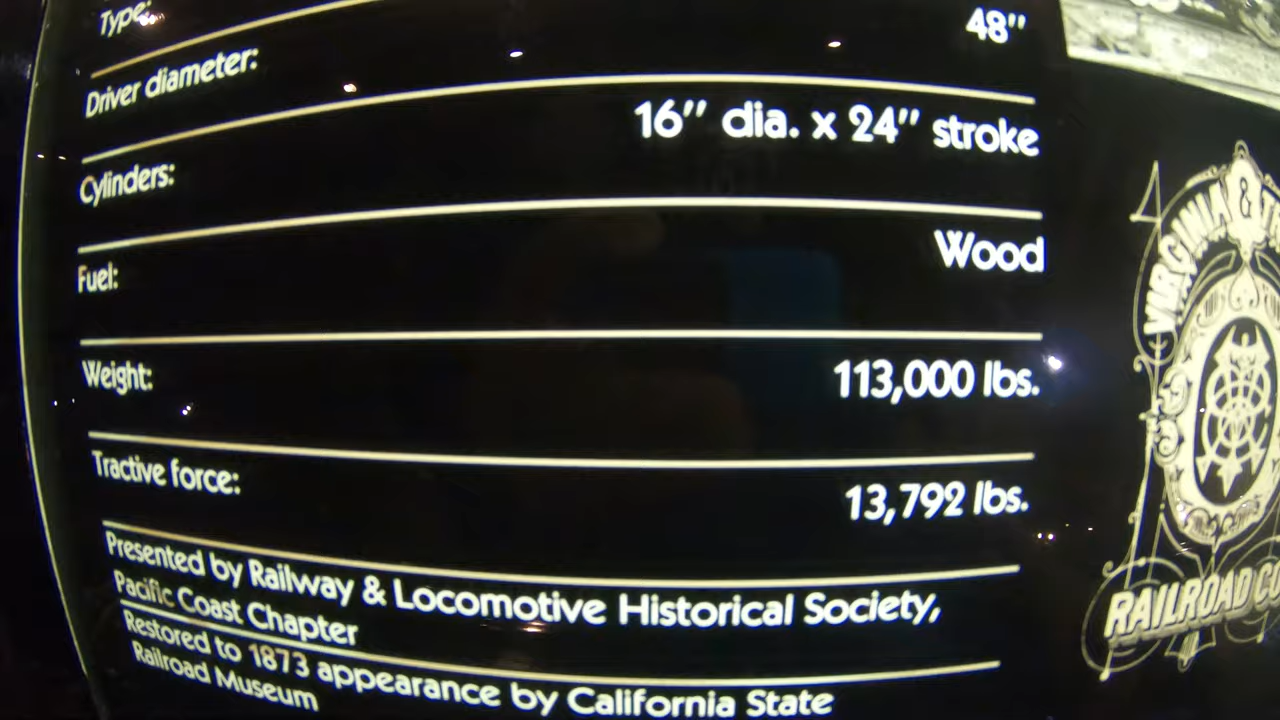 Type:
48"
Driver diameter:
16" dia. x 24" stroke
Cylinders:
Wood
Fuel:
113,000 lbs.
Weight:
13,792 lbs.
Tractive force:
Presented by Railway & Locomotive Historical Society,
Pacific Coast Chapter
Restored to 1873 appearance by California State
Railroad Museum
VIRGINIA &
RAILROAD